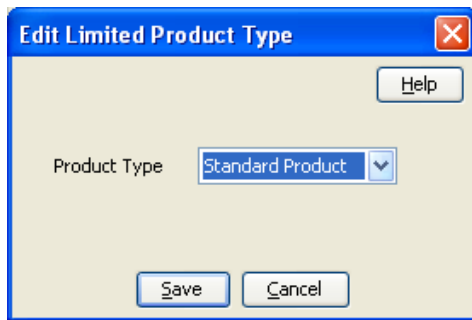 Edit Limited Product Type
Help
Product Type Standard Product
Save Cancel